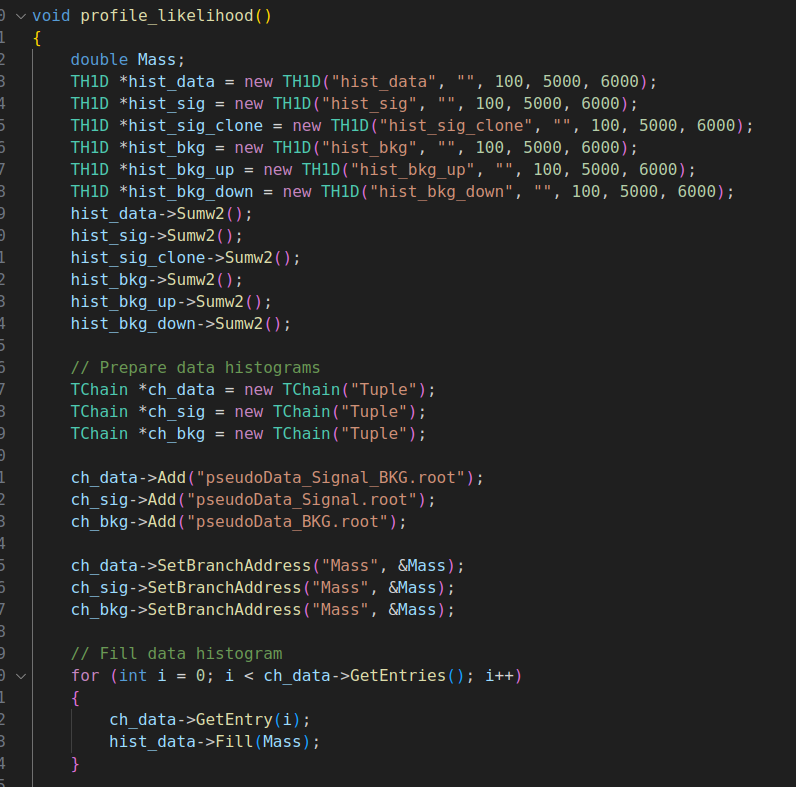 0 void profile_likelihood()
1 {
2     double Mass;
3     TH1D *hist_data = new TH1D("hist_data", "", 100, 5000, 6000);
4     TH1D *hist_sig = new TH1D("hist_sig", "", 100, 5000, 6000);
5     TH1D *hist_sig_clone = new TH1D("hist_sig_clone", "", 100, 5000, 6000);
6     TH1D *hist_bkg = new TH1D("hist_bkg", "", 100, 5000, 6000);
7     TH1D *hist_bkg_up = new TH1D("hist_bkg_up", "", 100, 5000, 6000);
8     TH1D *hist_bkg_down = new TH1D("hist_bkg_down", "", 100, 5000, 6000);
9     hist_data->Sumw2();
0     hist_sig->Sumw2();
1     hist_sig_clone->Sumw2();
2     hist_bkg->Sumw2();
3     hist_bkg_up->Sumw2();
4     hist_bkg_down->Sumw2();
5
6     // Prepare data histograms
7     TChain *ch_data = new TChain("Tuple");
8     TChain *ch_sig = new TChain("Tuple");
9     TChain *ch_bkg = new TChain("Tuple");
0
1     ch_data->Add("pseudoData_Signal_BKG.root");
2     ch_sig->Add("pseudoData_Signal.root");
3     ch_bkg->Add("pseudoData_BKG.root");
4
5     ch_data->SetBranchAddress("Mass", &Mass);
6     ch_sig->SetBranchAddress("Mass", &Mass);
7     ch_bkg->SetBranchAddress("Mass", &Mass);
8
9     // Fill data histogram
0     for (int i = 0; i < ch_data->GetEntries(); i++)
1     {
2         ch_data->GetEntry(i);
3         hist_data->Fill(Mass);
4     }
5